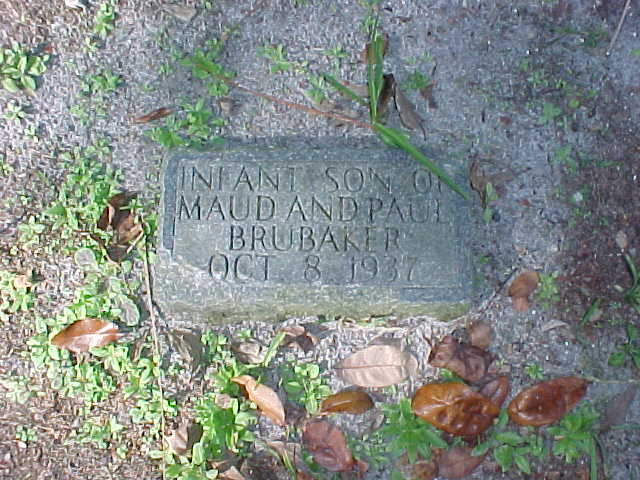 INFANT SON OF
MAUD AND PAUL
BRUBAKER
OCT 8 1937